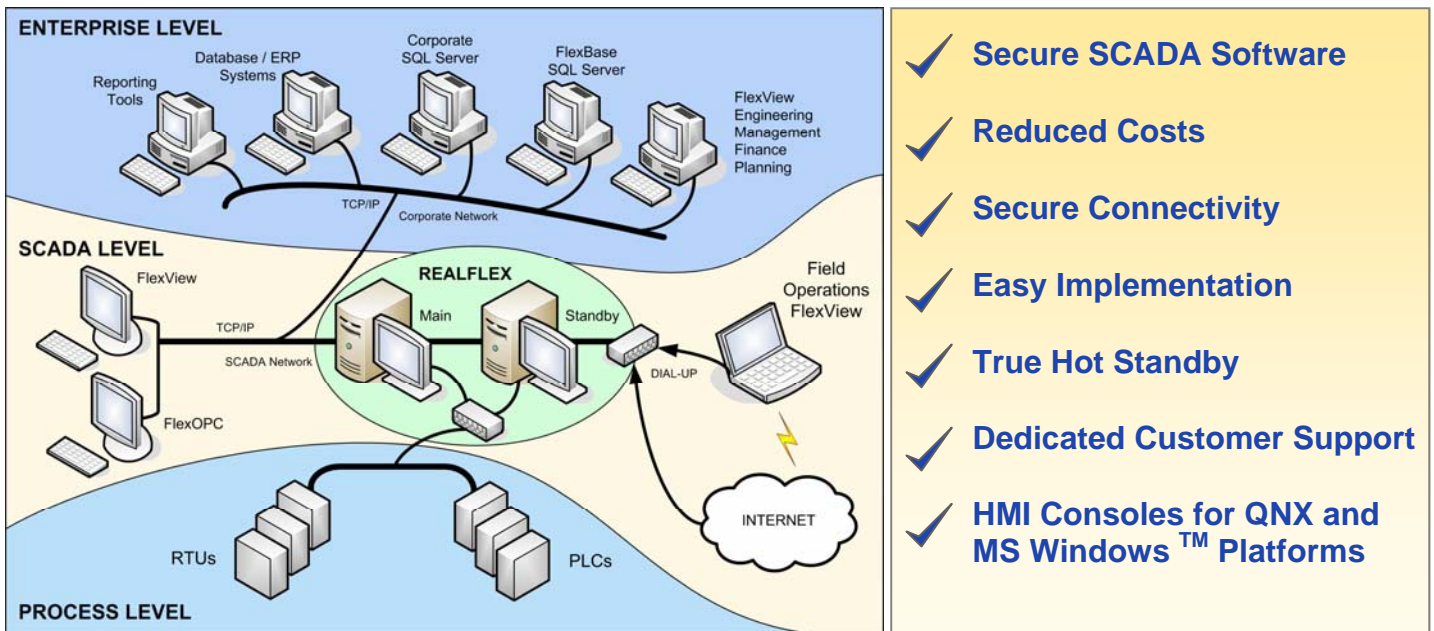 ENTERPRISE LEVEL
Reporting
Tools
Database / ERP
Systems
Corporate
SQL Server
FlexBase
SQL Server
FlexView
Engineering
Management
Finance
Planning
TCP/IP
Corporate Network
SCADA LEVEL
FlexView
TCP/IP
SCADA Network
FlexOPC
REALFLEX
Main
Standby
Field
Operations
FlexView
DIAL-UP
INTERNET
RTUs
PLCs
PROCESS LEVEL
Secure SCADA Software
Reduced Costs
Secure Connectivity
Easy Implementation
True Hot Standby
Dedicated Customer Support
HMI Consoles for QNX and
MS Windows TM Platforms